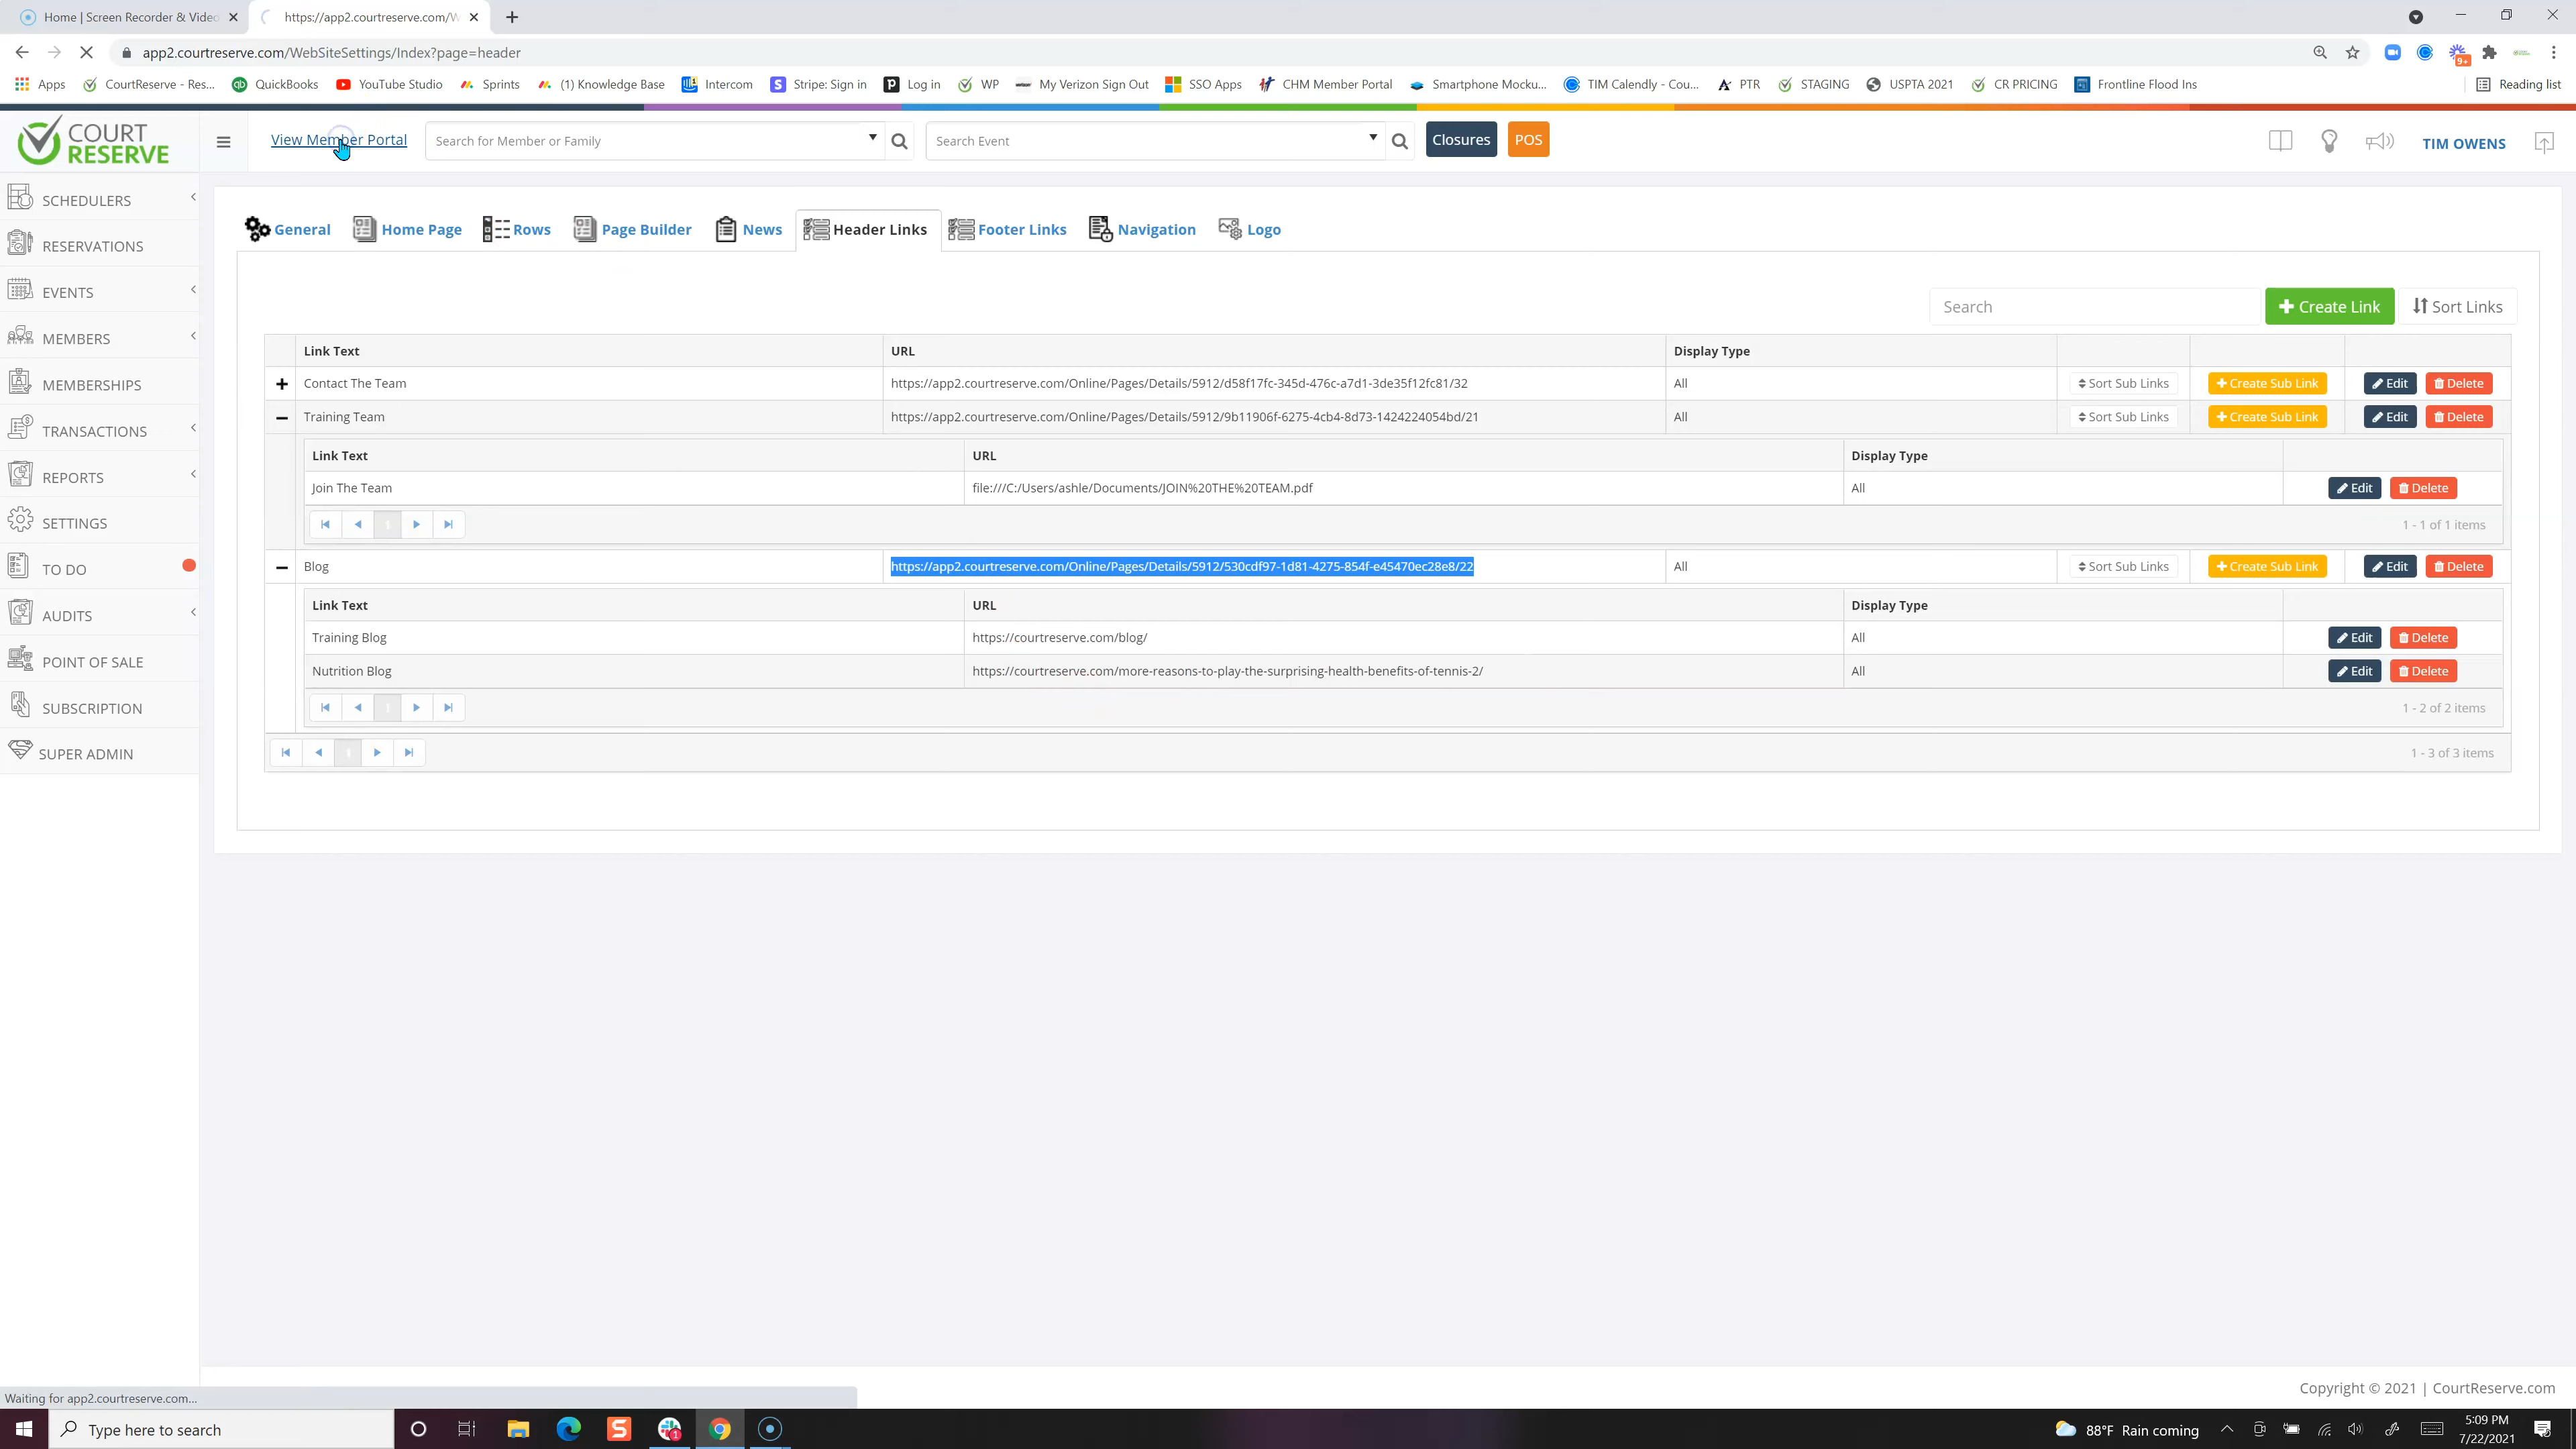 Home | Screen Recorder & Video
https://app2.courtreserve.com/W
app2.courtreserve.com/WebSiteSettings/Index?page=header
Apps CourtReserve - Res... QuickBooks YouTube Studio Sprints (1) Knowledge Base Intercom Stripe: Sign in Log in WP My Verizon Sign Out SSO Apps CHM Member Portal Smartphone Mocku... TIM Calendly - Cou... PTR STAGING USPTA 2021 CR PRICING Frontline Flood Ins Reading list
9+
COURT RESERVE
View Member Portal Search for Member or Family Search Event Closures POS TIM OWENS
SCHEDULERS
RESERVATIONS
EVENTS
MEMBERS
MEMBERSHIPS
TRANSACTIONS
REPORTS
SETTINGS
TO DO
AUDITS
POINT OF SALE
SUBSCRIPTION
SUPER ADMIN
General Home Page Rows Page Builder News Header Links Footer Links Navigation Logo
Search Create Link Sort Links
Link Text URL Display Type
Contact The Team https://app2.courtreserve.com/Online/Pages/Details/5912/d58f17fc-345d-476c-a7d1-3de35f12fc81/32 All Sort Sub Links Create Sub Link Edit Delete
Training Team https://app2.courtreserve.com/Online/Pages/Details/5912/9b11906f-6275-4cb4-8d73-1424224054bd/21 All Sort Sub Links Create Sub Link Edit Delete
Link Text URL Display Type
Join The Team file:///C:/Users/ashle/Documents/JOIN%20THE%20TEAM.pdf All Edit Delete
1 1 - 1 of 1 items
Blog https://app2.courtreserve.com/Online/Pages/Details/5912/530cdf97-1d81-4275-854f-e45470ec28e8/22 All Sort Sub Links Create Sub Link Edit Delete
Link Text URL Display Type
Training Blog https://courtreserve.com/blog/ All Edit Delete
Nutrition Blog https://courtreserve.com/more-reasons-to-play-the-surprising-health-benefits-of-tennis-2/ All Edit Delete
1 1 - 2 of 2 items
1 1 - 3 of 3 items
Copyright © 2021 | CourtReserve.com
Waiting for app2.courtreserve.com...
Type here to search
1
88°F Rain coming
5:09 PM
7/22/2021